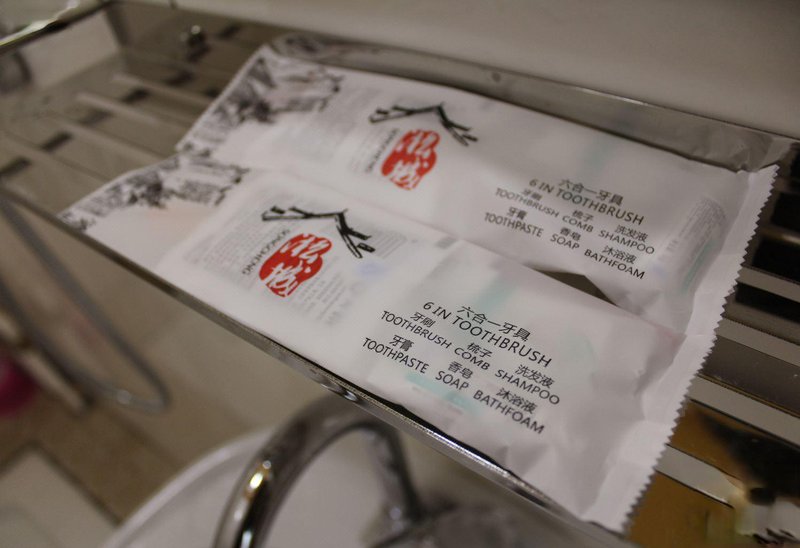 SONGCHENG
六合一牙具
6 IN TOOTHBRUSH
牙刷 梳子 洗发液
TOOTHBRUSH COMB SHAMPOO
牙膏 香皂 沐浴液
TOOTHPASTE SOAP BATHFOAM
SONGCHENG
六合一牙具
6 IN TOOTHBRUSH
牙刷 梳子 洗发液
TOOTHBRUSH COMB SHAMPOO
牙膏 香皂 沐浴液
TOOTHPASTE SOAP BATHFOAM